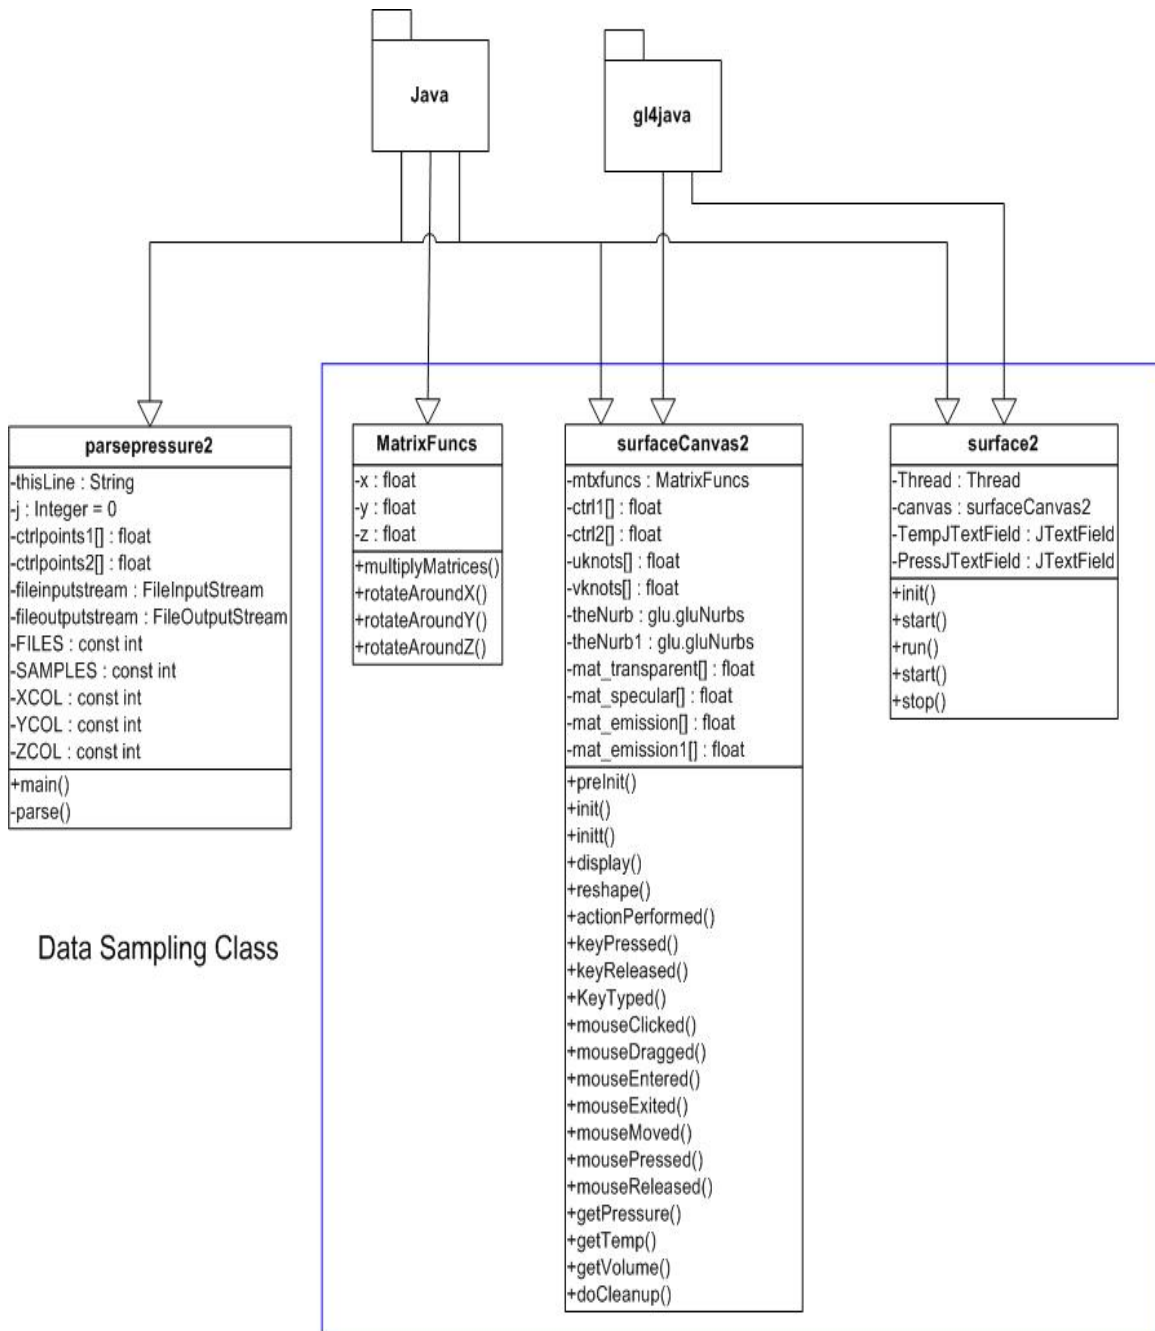 Java
gl4java
parsepressure2
-thisLine : String
-j : Integer = 0
-ctrlpoints1[] : float
-ctrlpoints2[] : float
-fileinputstream : FileInputStream
-fileoutputstream : FileOutputStream
-FILES : const int
-SAMPLES : const int
-XCOL : const int
-YCOL : const int
-ZCOL : const int
+main()
-parse()
Data Sampling Class
MatrixFuncs
-x : float
-y : float
-z : float
+multiplyMatrices()
+rotateAroundX()
+rotateAroundY()
+rotateAroundZ()
surfaceCanvas2
-mtxfuncs : MatrixFuncs
-ctrl1[] : float
-ctrl2[] : float
-uknots[] : float
-vknots[] : float
-theNurb : glu.gluNurbs
-theNurb1 : glu.gluNurbs
-mat_transparent[] : float
-mat_specular[] : float
-mat_emission[] : float
-mat_emission1[] : float
+preInit()
+init()
+initt()
+display()
+reshape()
+actionPerformed()
+keyPressed()
+keyReleased()
+KeyTyped()
+mouseClicked()
+mouseDragged()
+mouseEntered()
+mouseExited()
+mouseMoved()
+mousePressed()
+mouseReleased()
+getPressure()
+getTemp()
+getVolume()
+doCleanup()
surface2
-Thread : Thread
-canvas : surfaceCanvas2
-TempJTextField : JTextField
-PressJTextField : JTextField
+init()
+start()
+run()
+start()
+stop()